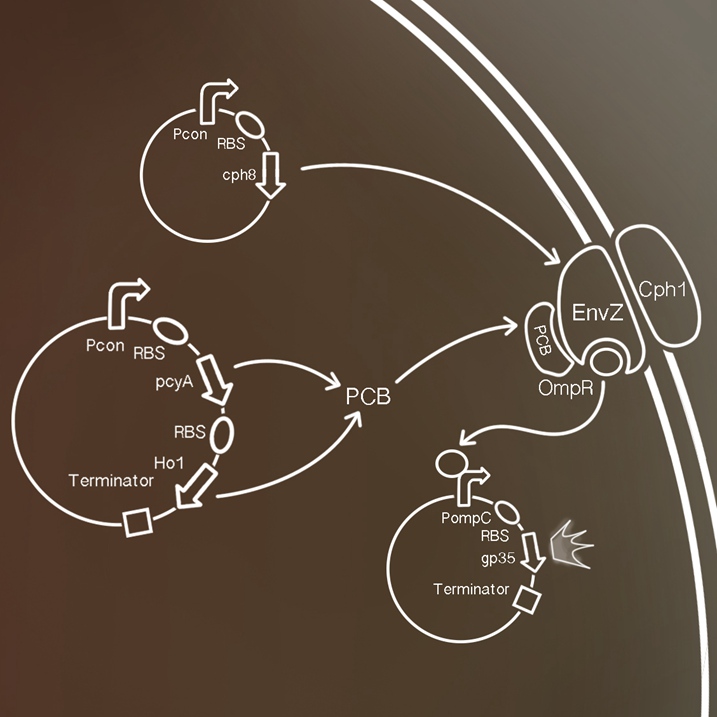 Pcon
RBS
cph8
Cph1
EnvZ
PCB
OmpR
Pcon
RBS
pcyA
PCB
RBS
Ho1
Terminator
PompC
RBS
gp35
Terminator